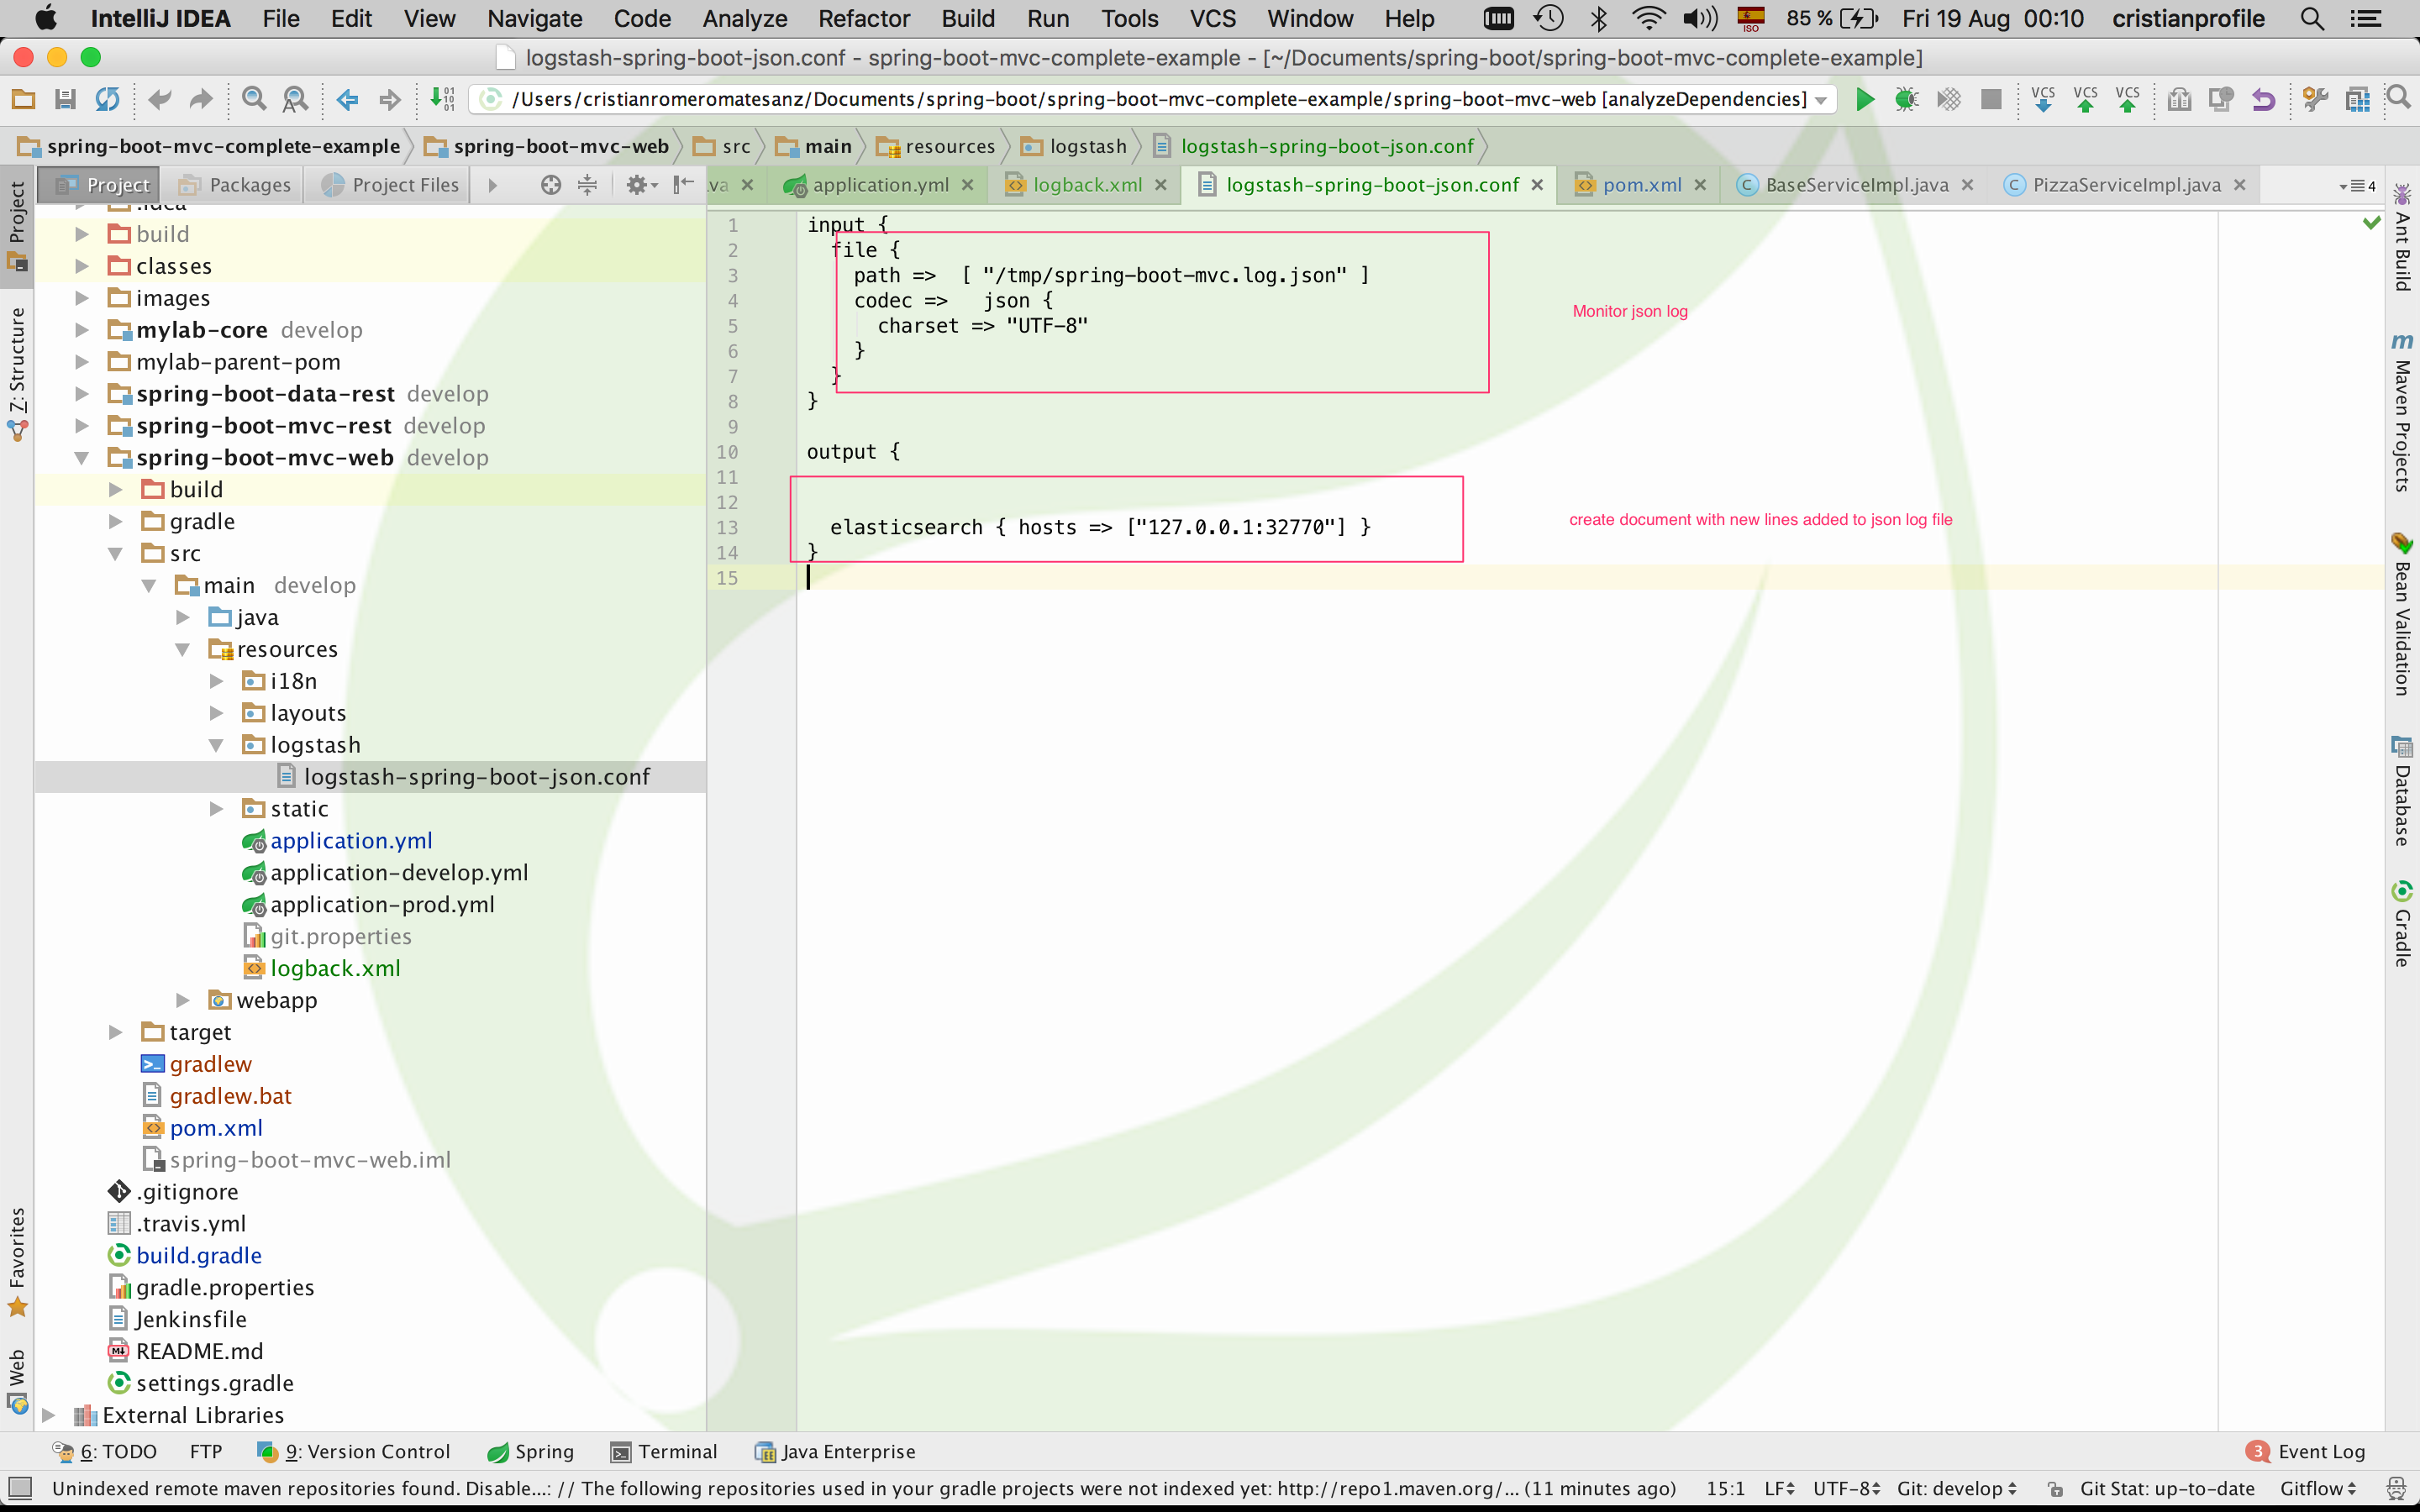 IntelliJ IDEA File Edit View Navigate Code Analyze Refactor Build Run Tools VCS Window Help ISO 85 % Fri 19 Aug 00:10 cristianprofile
logstash-spring-boot-json.conf - spring-boot-mvc-complete-example - [~/Documents/spring-boot/spring-boot-mvc-complete-example]
/Users/cristianromeromatesanz/Documents/spring-boot/spring-boot-mvc-complete-example/spring-boot-mvc-web [analyzeDependencies] VCS VCS VCS
spring-boot-mvc-complete-example spring-boot-mvc-web src main resources logstash logstash-spring-boot-json.conf
Project Packages Project Files .va application.yml logback.xml logstash-spring-boot-json.conf pom.xml BaseServiceImpl.java PizzaServiceImpl.java 4
Project
Z: Structure
Favorites
Web
.idea
build
classes
images
mylab-core develop
mylab-parent-pom
spring-boot-data-rest develop
spring-boot-mvc-rest develop
spring-boot-mvc-web develop
build
gradle
src
main develop
java
resources
i18n
layouts
logstash
logstash-spring-boot-json.conf
static
application.yml
application-develop.yml
application-prod.yml
git.properties
logback.xml
webapp
target
gradlew
gradlew.bat
pom.xml
spring-boot-mvc-web.iml
.gitignore
.travis.yml
build.gradle
gradle.properties
Jenkinsfile
README.md
settings.gradle
External Libraries
1 input {
2 file {
3 path => [ "/tmp/spring-boot-mvc.log.json" ]
4 codec => json {
5 charset => "UTF-8"
6 }
7 }
8 }
9
10 output {
11
12
13 elasticsearch { hosts => ["127.0.0.1:32770"] }
14 }
15
Monitor json log
create document with new lines added to json log file
Ant Build
Maven Projects
Bean Validation
Database
Gradle
6: TODO FTP 9: Version Control Spring Terminal Java Enterprise 3 Event Log
Unindexed remote maven repositories found. Disable...: // The following repositories used in your gradle projects were not indexed yet: http://repo1.maven.org/... (11 minutes ago) 15:1 LF UTF-8 Git: develop Git Stat: up-to-date Gitflow